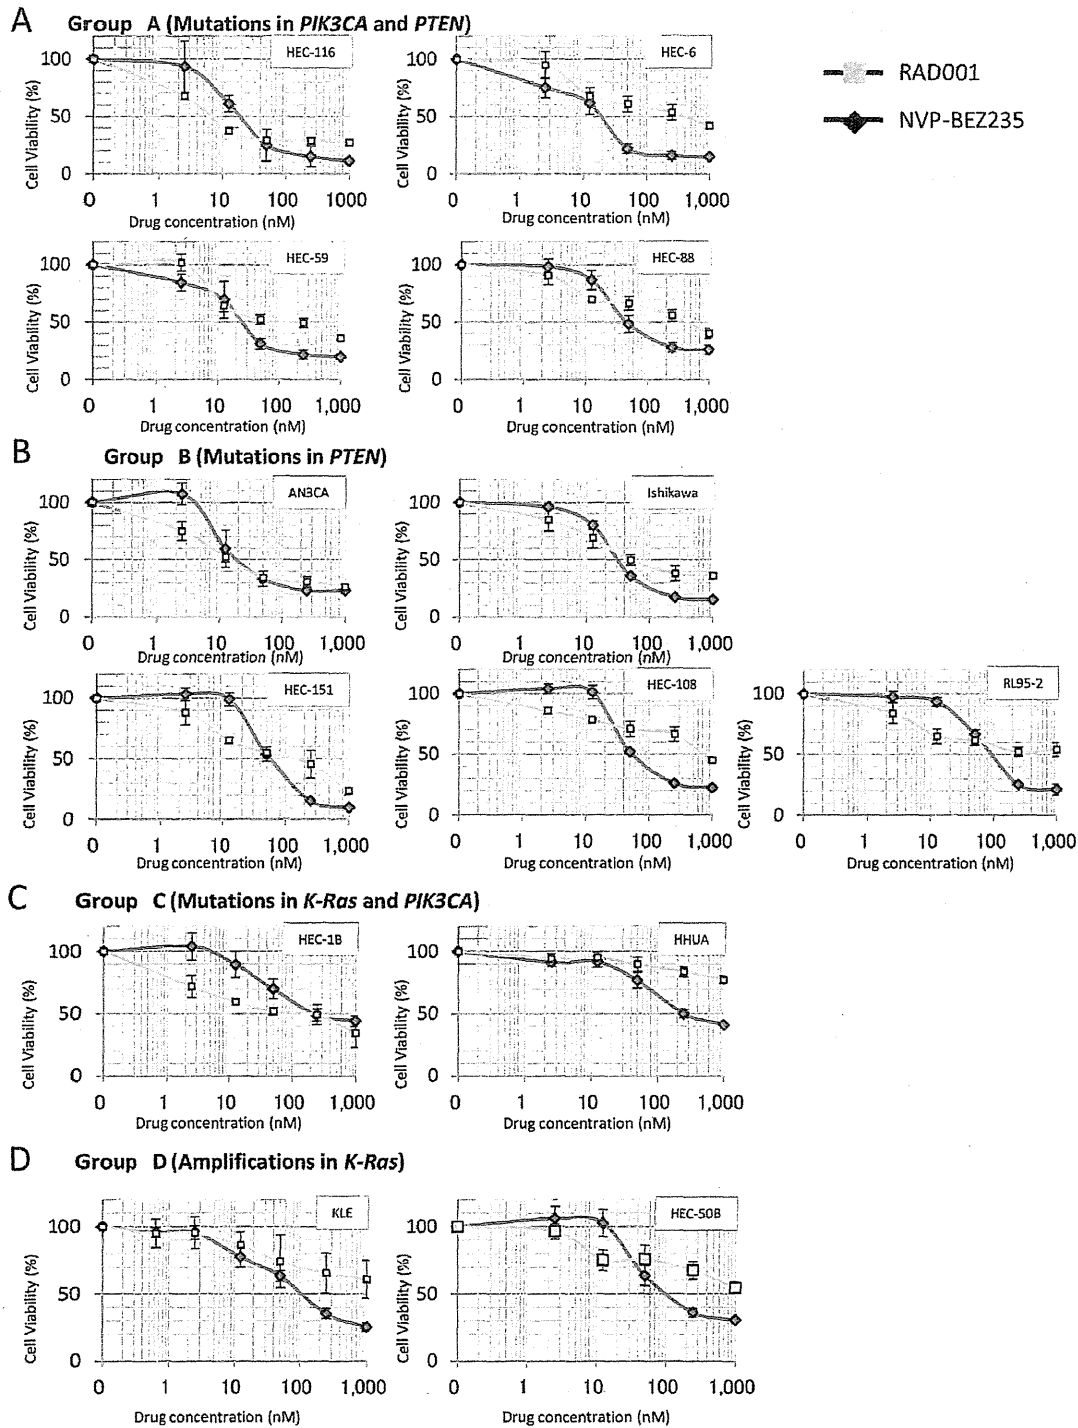 A Group A (Mutations in PIK3CA and PTEN)
HEC-116
Cell Viability (%)
100
50
0
0 1 10 100 1000
Drug concentration (nM)
HEC-6
Cell Viability (%)
100
50
0
0 1 10 100 1000
Drug concentration (nM)
RAD001
NVP-BEZ235
HEC-59
Cell Viability (%)
100
50
0
0 1 10 100 1,000
Drug concentration (nM)
HEC-88
Cell Viability (%)
100
50
0
0 1 10 100 1,000
Drug concentration (nM)
B Group B (Mutations in PTEN)
AN3CA
Cell Viability (%)
100
50
0
0 1 10 100 1,000
Drug concentration (nM)
Ishikawa
Cell Viability (%)
100
50
0
0 1 10 100 1,000
Drug concentration (nM)
HEC-151
Cell Viability (%)
100
50
0
0 1 10 100 1,000
Drug concentration (nM)
HEC-108
Cell Viability (%)
100
50
0
0 1 10 100 1,000
Drug concentration (nM)
RL95-2
Cell Viability (%)
100
50
0
0 1 10 100 1,000
Drug concentration (nM)
C Group C (Mutations in K-Ras and PIK3CA)
HEC-1B
Cell Viability (%)
100
50
0
0 1 10 100 1,000
Drug concentration (nM)
HHUA
Cell Viability (%)
100
50
0
0 1 10 100 1,000
Drug concentration (nM)
D Group D (Amplifications in K-Ras)
KLE
Cell Viability (%)
100
50
0
0 1 10 100 1,000
Drug concentration (nM)
HEC-50B
Cell Viability (%)
100
50
0
0 1 10 100 1,000
Drug concentration (nM)